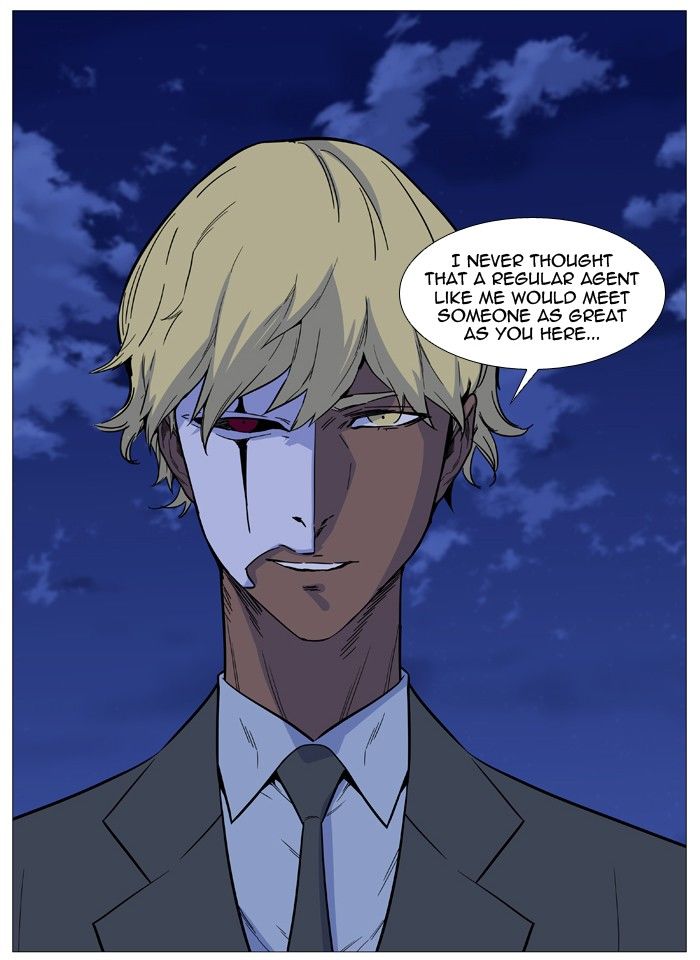 I NEVER THOUGHT
THAT A REGULAR AGENT
LIKE ME WOULD MEET
SOMEONE AS GREAT
AS YOU HERE...